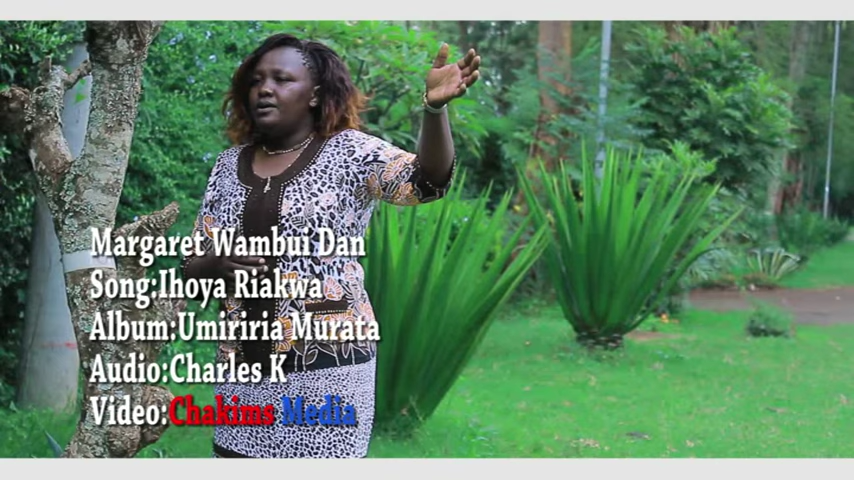 Margaret Wambui Dan
Song:Ihoya Riakwa
Album:Umiriria Murata
Audio:Charles K
Video:Chakims Media